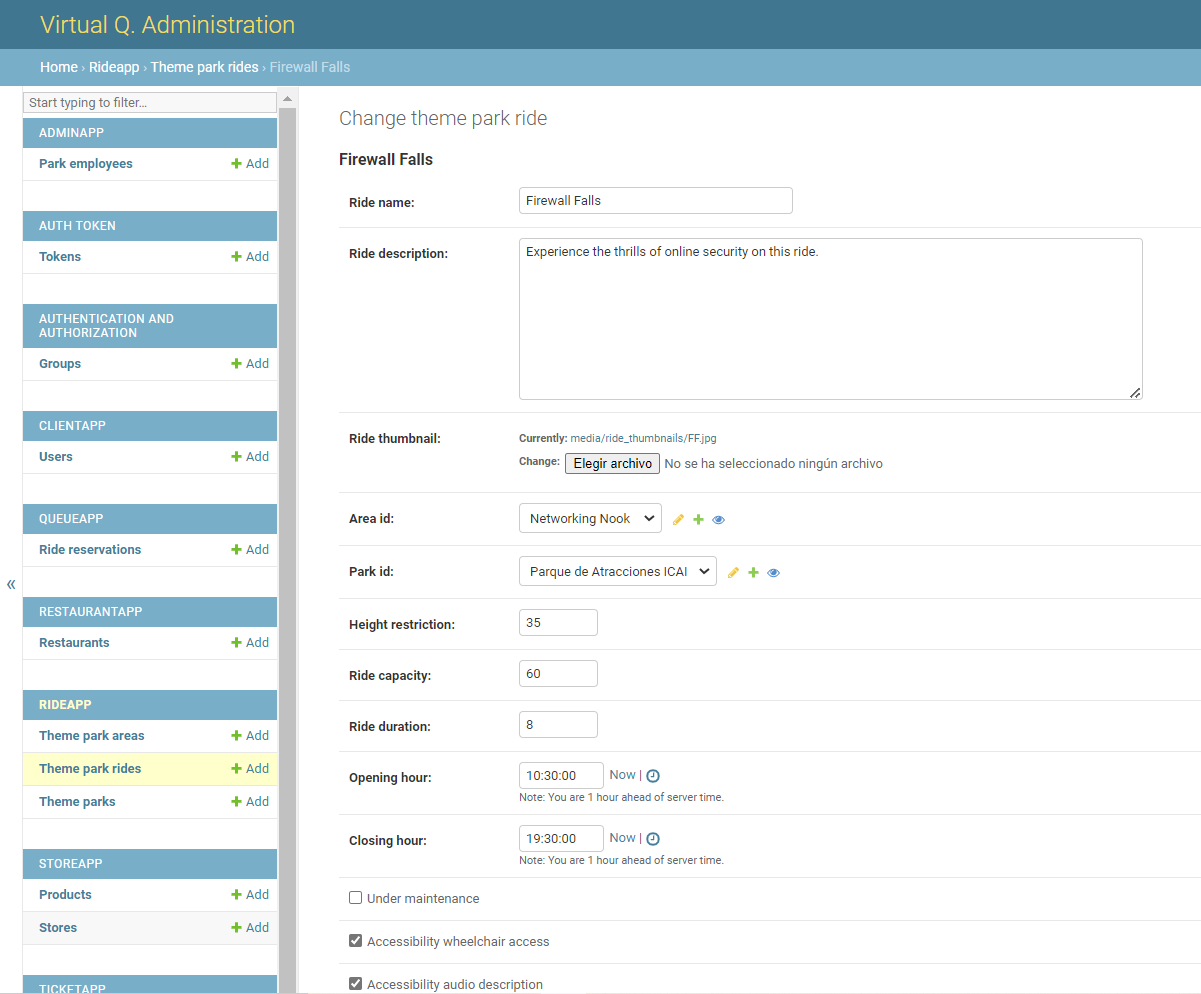 Virtual Q. Administration
Home › Rideapp › Theme park rides › Firewall Falls
Start typing to filter...
ADMINAPP
Park employees + Add
AUTH TOKEN
Tokens + Add
AUTHENTICATION AND
AUTHORIZATION
Groups + Add
CLIENTAPP
Users + Add
QUEUEAPP
Ride reservations + Add
«
RESTAURANTAPP
Restaurants + Add
RIDEAPP
Theme park areas + Add
Theme park rides + Add
Theme parks + Add
STOREAPP
Products + Add
Stores + Add
TICKETAPP
Change theme park ride
Firewall Falls
Ride name: Firewall Falls
Ride description: Experience the thrills of online security on this ride.
Ride thumbnail: Currently: media/ride_thumbnails/FF.jpg
Change: Elegir archivo No se ha seleccionado ningún archivo
Area id: Networking Nook
Park id: Parque de Atracciones ICAI
Height restriction: 35
Ride capacity: 60
Ride duration: 8
Opening hour: 10:30:00 Now |
Note: You are 1 hour ahead of server time.
Closing hour: 19:30:00 Now |
Note: You are 1 hour ahead of server time.
Under maintenance
Accessibility wheelchair access
Accessibility audio description